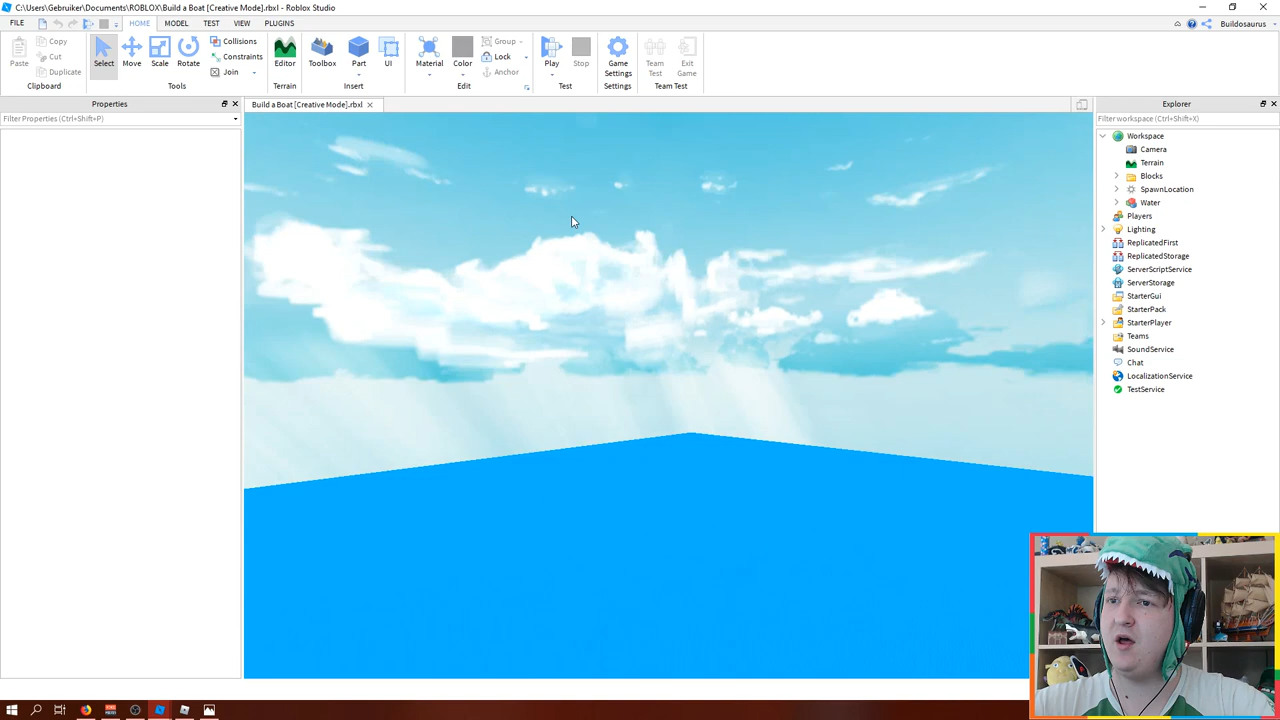 C:\Users\Gebruiker\Documents\ROBLOX\Build a Boat [Creative Mode].rbxl - Roblox Studio
FILE HOME MODEL TEST VIEW PLUGINS Buildosaurus
Paste Copy Cut Duplicate Select Move Scale Rotate Collisions Constraints Join Editor Toolbox Part UI Material Color Group Lock Anchor Play Stop Game Settings Team Test Exit Game
Clipboard Tools Terrain Insert Edit Test Settings Team Test
Properties Build a Boat [Creative Mode].rbxl Explorer
Filter Properties (Ctrl+Shift+P) Filter workspace (Ctrl+Shift+X)
Workspace
Camera
Terrain
Blocks
SpawnLocation
Water
Players
Lighting
ReplicatedFirst
ReplicatedStorage
ServerScriptService
ServerStorage
StarterGui
StarterPack
StarterPlayer
Teams
SoundService
Chat
LocalizationService
TestService